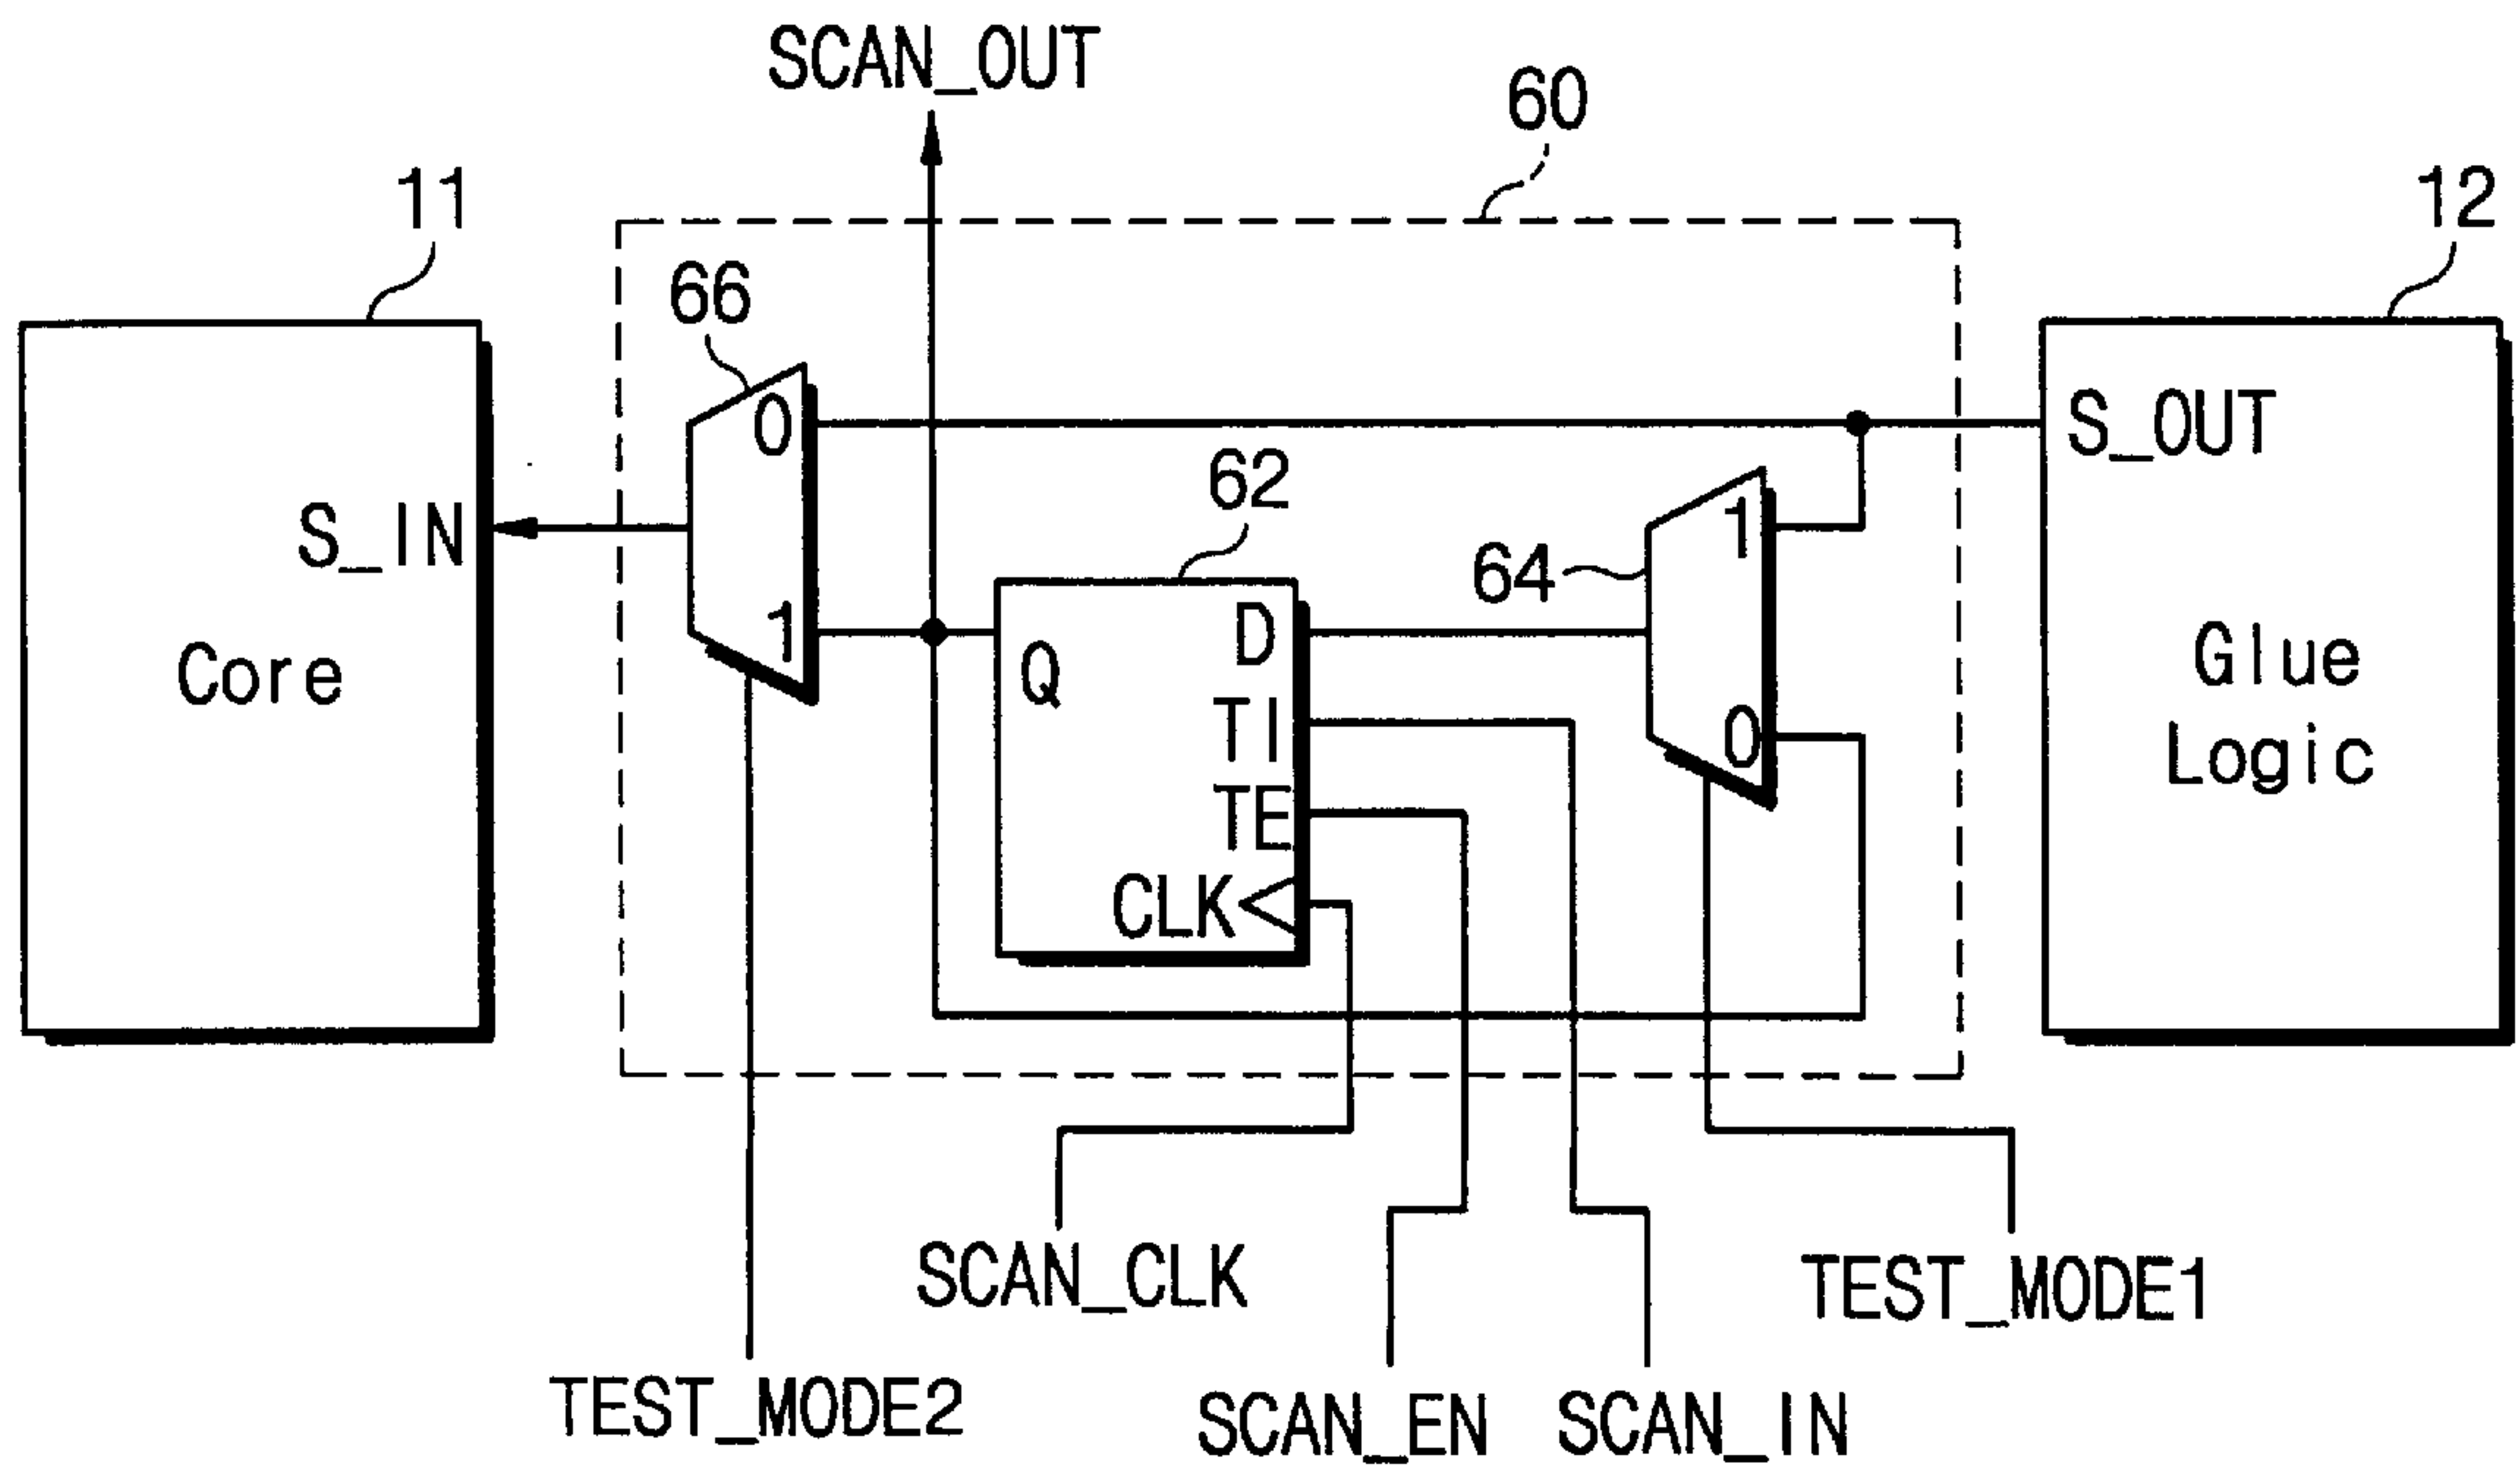 SCAN_OUT
60
11
12
66
0
S_OUT
62
1
S_IN
64
1
Q
D
Core
Glue
Logic
TI
0
TE
CLK
SCAN_CLK
TEST_MODE1
TEST_MODE2
SCAN_EN
SCAN_IN